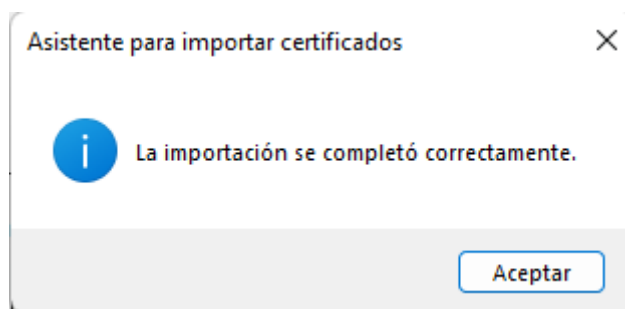 Asistente para importar certificados
La importación se completó correctamente.
Aceptar